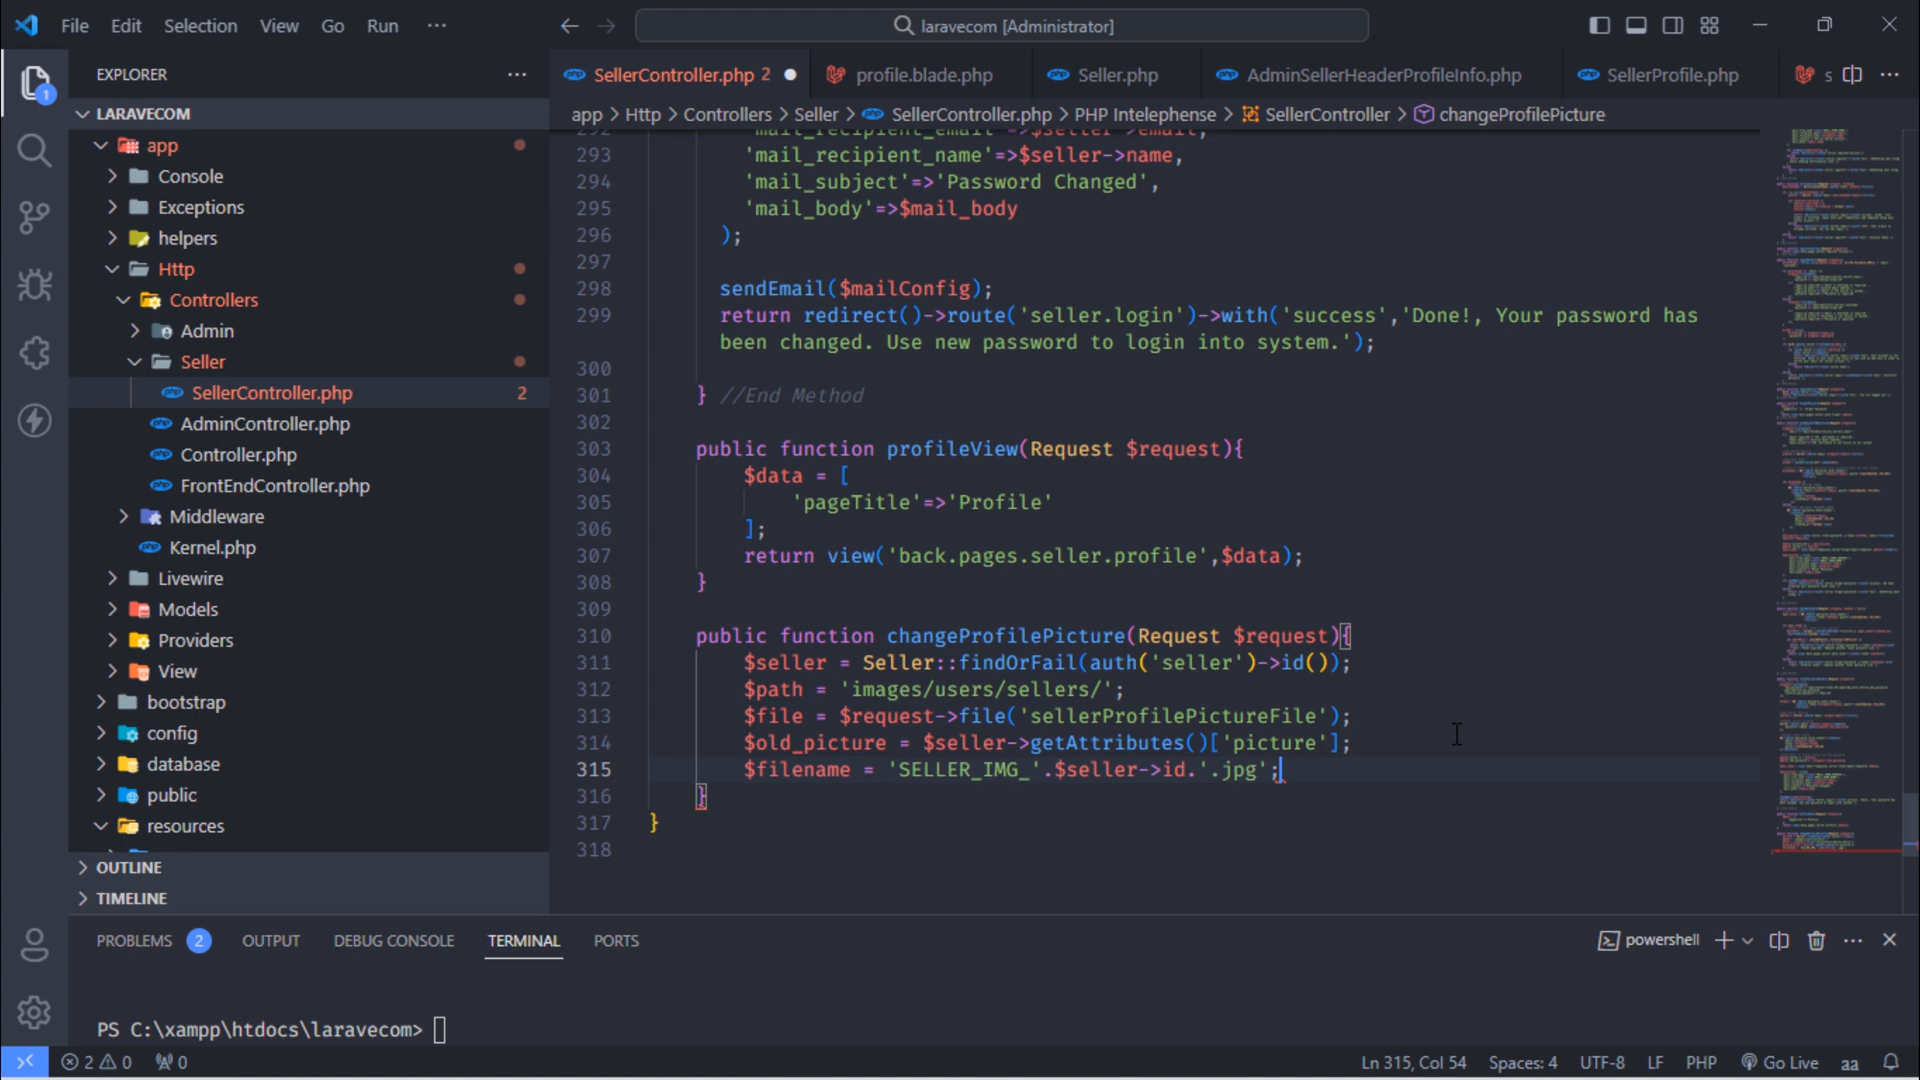 File Edit Selection View Go Run ···
laravecom [Administrator]
EXPLORER ···
SellerController.php 2
profile.blade.php
Seller.php
AdminSellerHeaderProfileInfo.php
SellerProfile.php
s
···
LARAVECOM
app > Http > Controllers > Seller > SellerController.php > PHP Intelephense > SellerController > changeProfilePicture
app
Console
Exceptions
helpers
Http
Controllers
Admin
Seller
SellerController.php 2
AdminController.php
Controller.php
FrontEndController.php
Middleware
Kernel.php
Livewire
Models
Providers
View
bootstrap
config
database
public
resources
OUTLINE
TIMELINE
292 'mail_recipient_email'=>$seller->email,
293 'mail_recipient_name'=>$seller->name,
294 'mail_subject'=>'Password Changed',
295 'mail_body'=>$mail_body
296 );
297
298 sendEmail($mailConfig);
299 return redirect()->route('seller.login')->with('success','Done!, Your password has
been changed. Use new password to login into system.');
300
301 } //End Method
302
303 public function profileView(Request $request){
304 $data = [
305 'pageTitle'=>'Profile'
306 ];
307 return view('back.pages.seller.profile',$data);
308 }
309
310 public function changeProfilePicture(Request $request){
311 $seller = Seller::findOrFail(auth('seller')->id());
312 $path = 'images/users/sellers/';
313 $file = $request->file('sellerProfilePictureFile');
314 $old_picture = $seller->getAttributes()['picture'];
315 $filename = 'SELLER_IMG_'.$seller->id.'.jpg';
316 }
317 }
318
PROBLEMS 2 OUTPUT DEBUG CONSOLE TERMINAL PORTS
powershell
PS C:\xampp\htdocs\laravecom>
2 0 0
Ln 315, Col 54 Spaces: 4 UTF-8 LF PHP Go Live aa